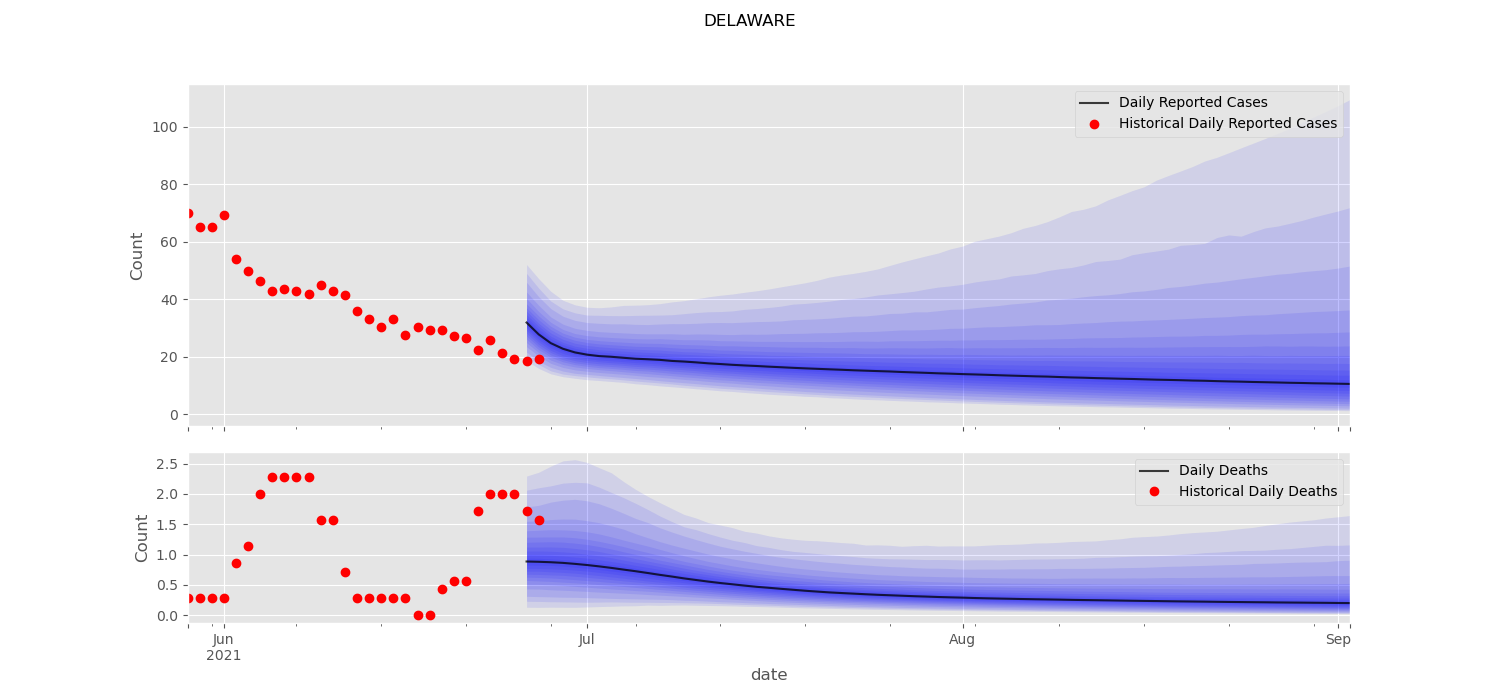 DELAWARE
Daily Reported Cases
Historical Daily Reported Cases
Count
100
80
60
40
20
0
Daily Deaths
Historical Daily Deaths
Count
2.5
2.0
1.5
1.0
0.5
0.0
Jun Jul Aug Sep
2021
date